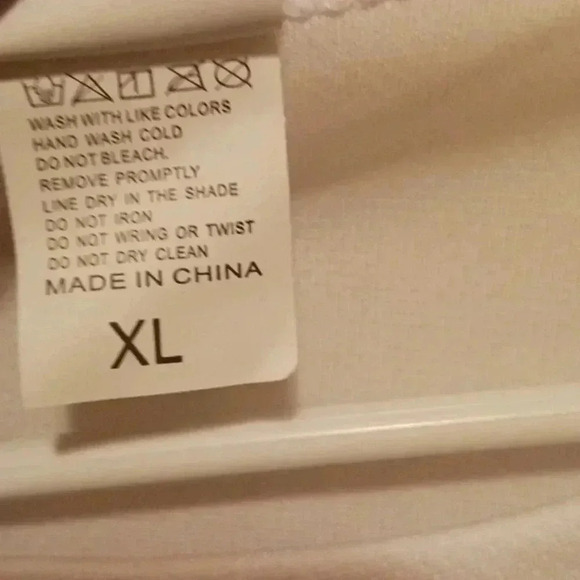 WASH WITH LIKE COLORS
HAND WASH COLD
DO NOT BLEACH.
REMOVE PROMPTLY
LINE DRY IN THE SHADE
DO NOT IRON
DO NOT WRING OR TWIST
DO NOT DRY CLEAN
MADE IN CHINA
XL